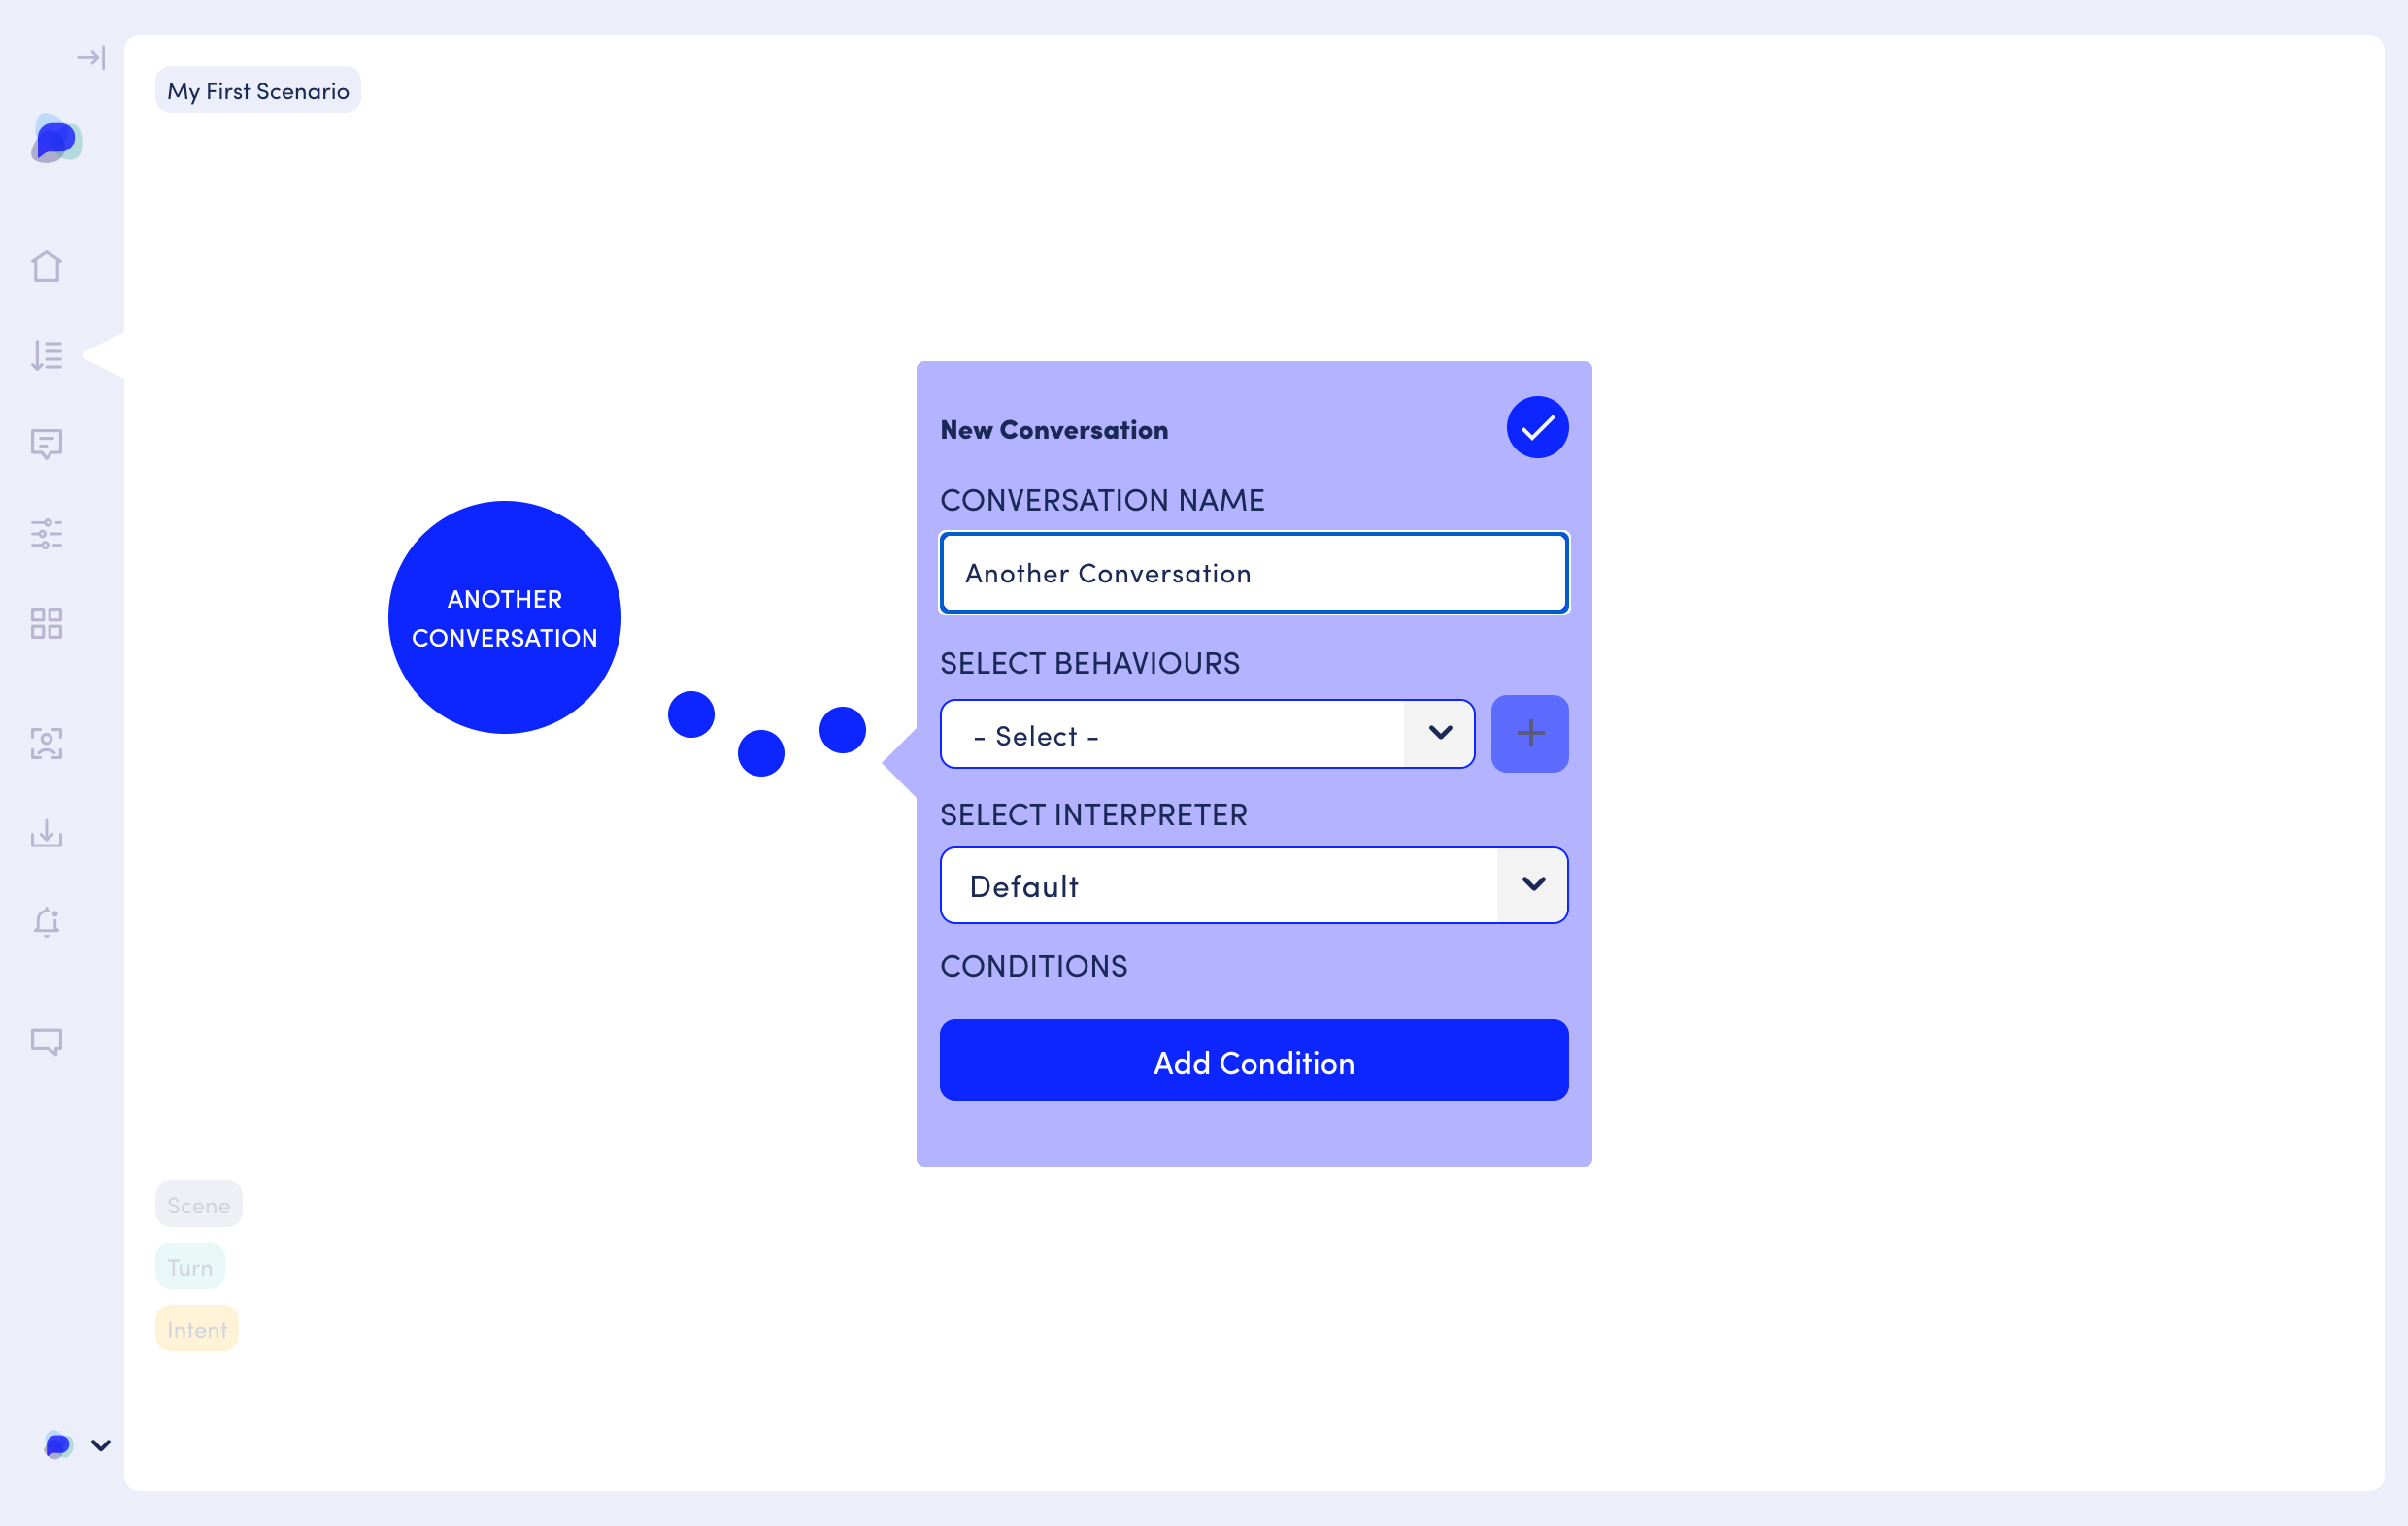 My First Scenario
New Conversation
CONVERSATION NAME
Another Conversation
ANOTHER
CONVERSATION
SELECT BEHAVIOURS
- Select -
SELECT INTERPRETER
Default
CONDITIONS
Add Condition
Scene
Turn
Intent